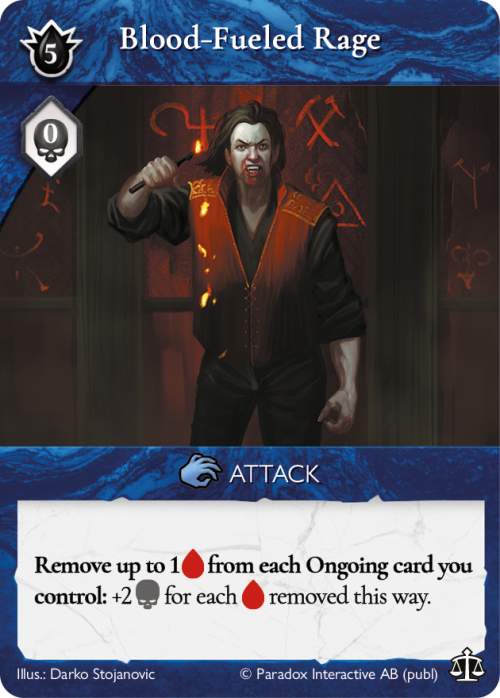 5
Blood-Fueled Rage
0
ATTACK
Remove up to 1 from each Ongoing card you
control: +2 for each removed this way.
Illus.: Darko Stojanovic
© Paradox Interactive AB (publ)